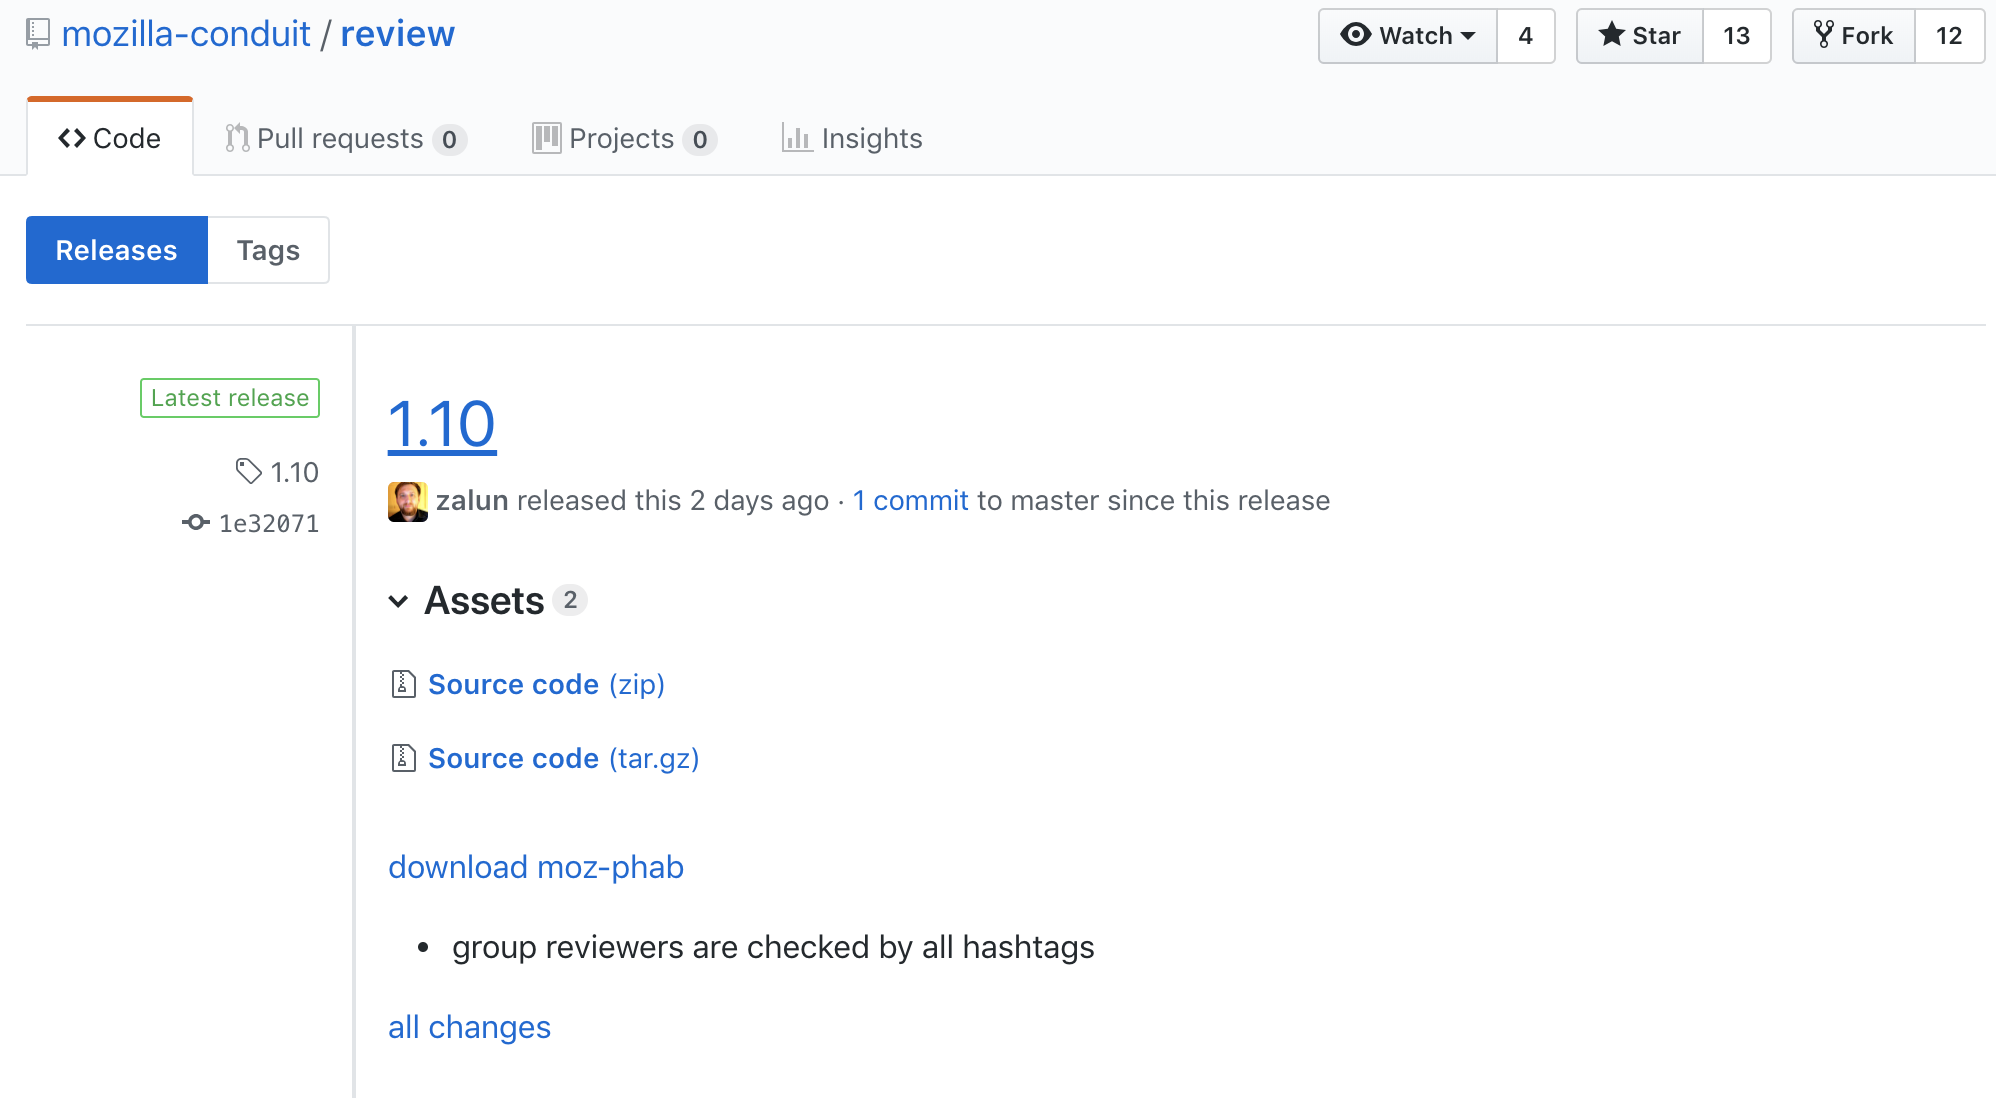 mozilla-conduit / review
Watch 4 Star 13 Fork 12
Code Pull requests 0 Projects 0 Insights
Releases Tags
Latest release
1.10
1e32071
1.10
zalun released this 2 days ago · 1 commit to master since this release
Assets 2
Source code (zip)
Source code (tar.gz)
download moz-phab
• group reviewers are checked by all hashtags
all changes